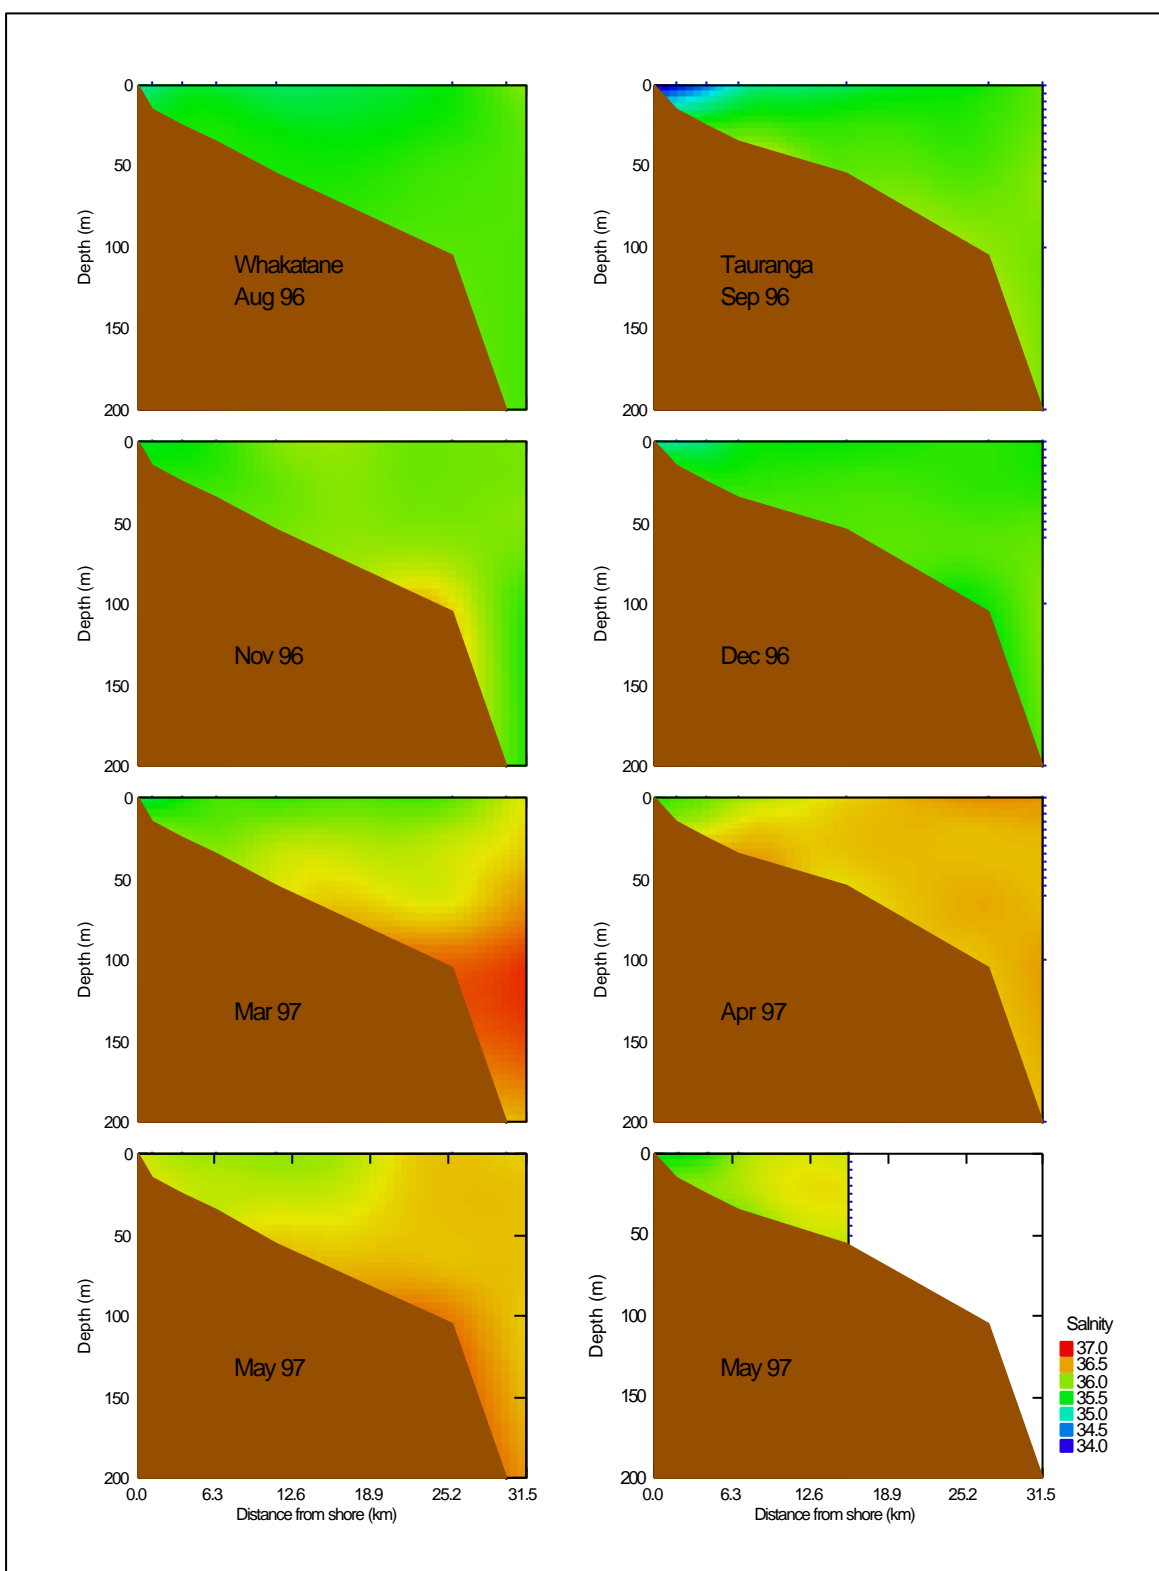 0
50
100
150
200
Depth (m)
Whakatane
Aug 96
0
50
100
150
200
Depth (m)
Tauranga
Sep 96
0
50
100
150
200
Depth (m)
Nov 96
0
50
100
150
200
Depth (m)
Dec 96
0
50
100
150
200
Depth (m)
Mar 97
0
50
100
150
200
Depth (m)
Apr 97
0
50
100
150
200
Depth (m)
May 97
0.0 6.3 12.6 18.9 25.2 31.5
Distance from shore (km)
0
50
100
150
200
Depth (m)
May 97
0.0 6.3 12.6 18.9 25.2 31.5
Distance from shore (km)
Salnity
37.0
36.5
36.0
35.5
35.0
34.5
34.0